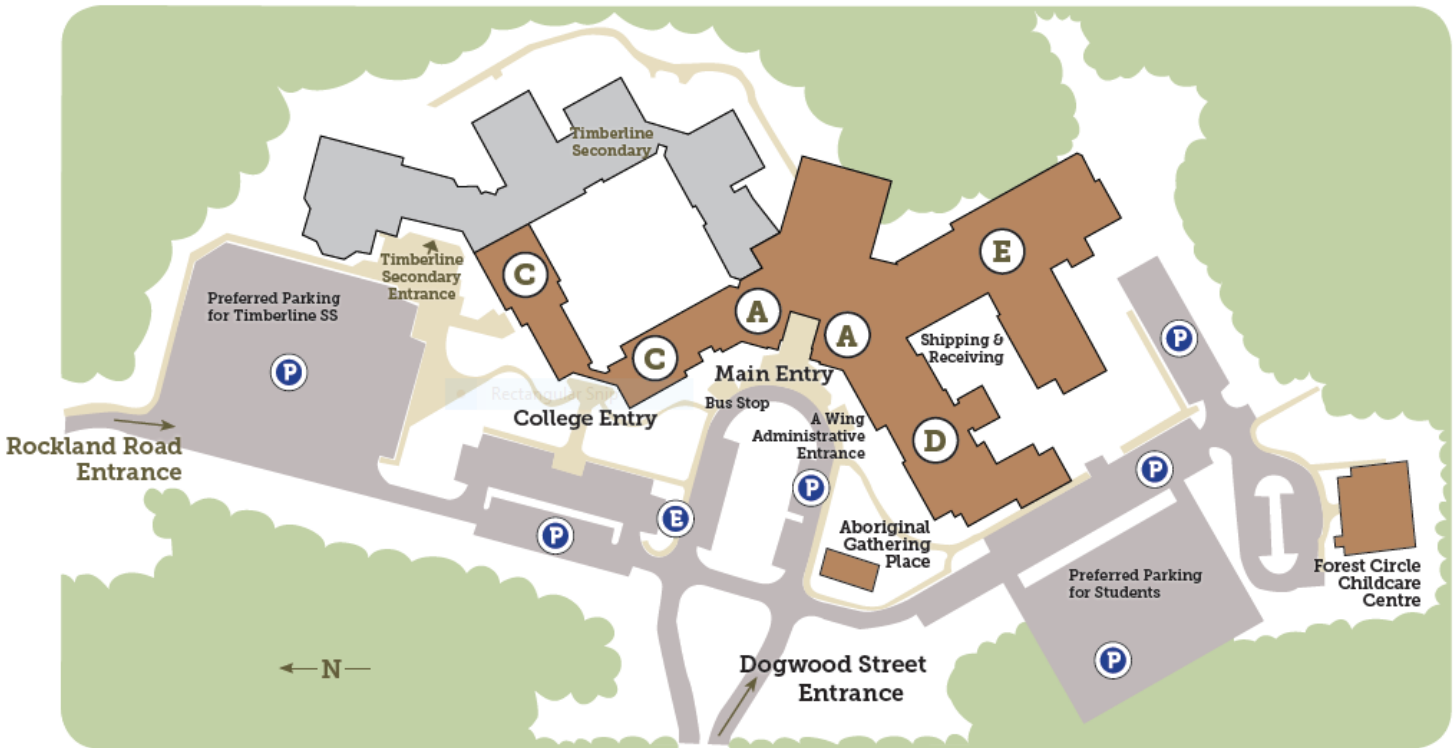 Timberline
Secondary
Timberline
Secondary
Entrance
Preferred Parking
for Timberline SS
P
C
C
A
A
E
Shipping &
Receiving
P
Main Entry
Bus Stop
College Entry
Rockland Road
Entrance
A Wing
Administrative
Entrance
D
P
P
E
P
Aboriginal
Gathering
Place
Preferred Parking
for Students
P
Forest Circle
Childcare
Centre
N
Dogwood Street
Entrance